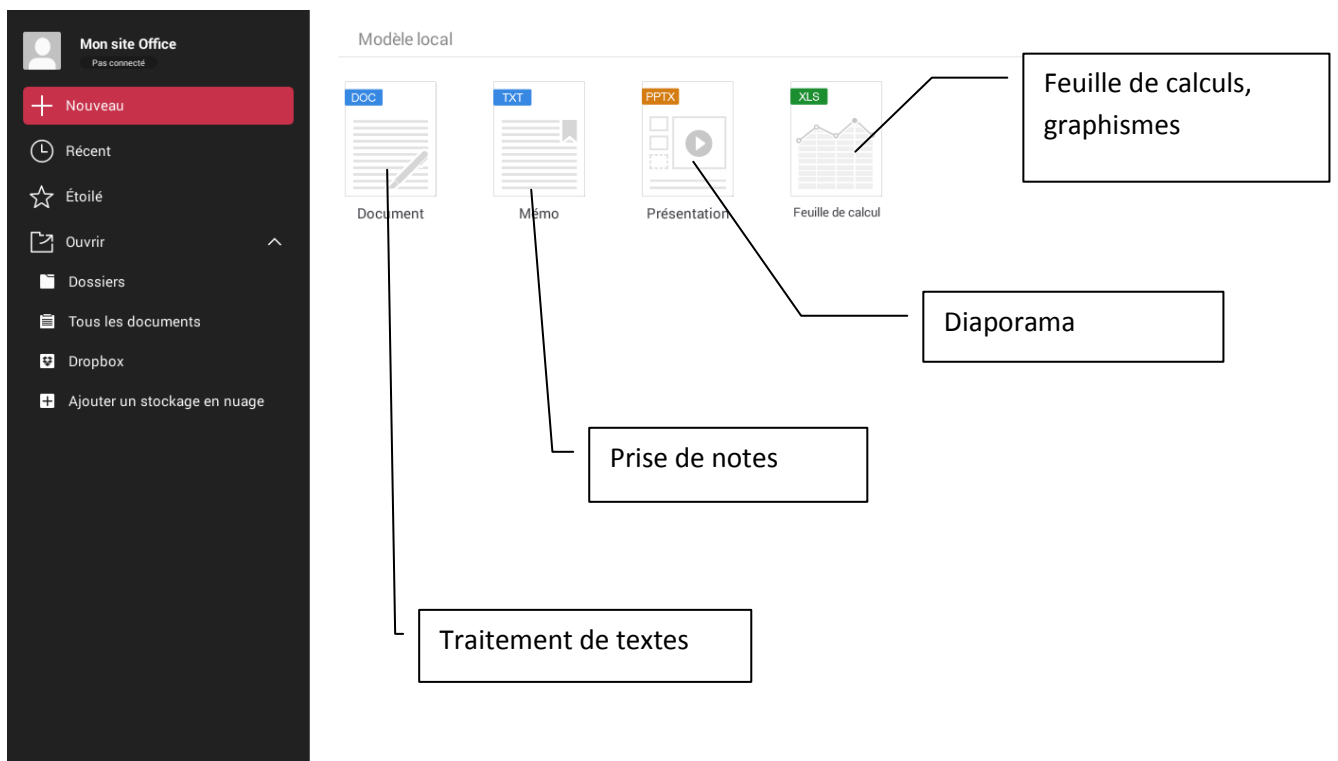 Mon site Office
Pas connecté
Nouveau
Récent
Étoilé
Ouvrir
Dossiers
Tous les documents
Dropbox
Ajouter un stockage en nuage
Modèle local
DOC
TXT
PPTX
XLS
Document
Mémo
Présentation
Feuille de calcul
Feuille de calculs,
graphismes
Diaporama
Prise de notes
Traitement de textes